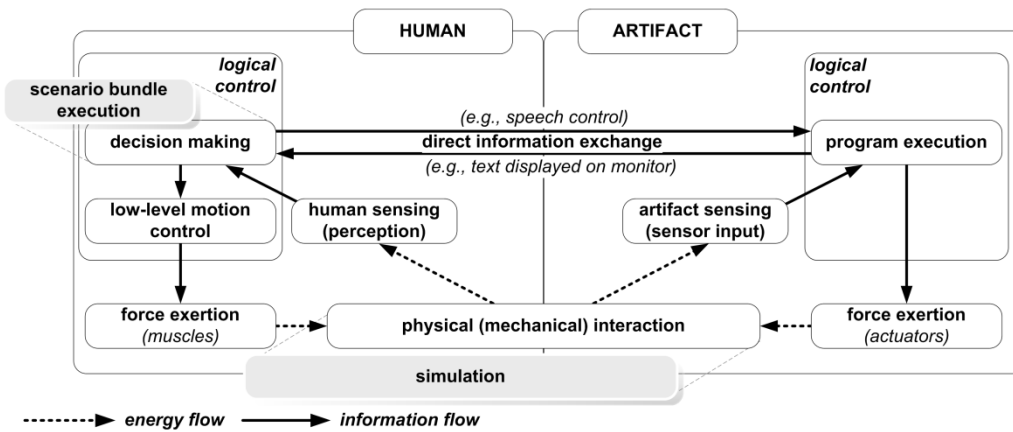 HUMAN
ARTIFACT
logical
control
logical
control
scenario bundle
execution
(e.g., speech control)
decision making
direct information exchange
program execution
(e.g., text displayed on monitor)
low-level motion
control
human sensing
(perception)
artifact sensing
(sensor input)
force exertion
(muscles)
physical (mechanical) interaction
force exertion
(actuators)
simulation
energy flow
information flow